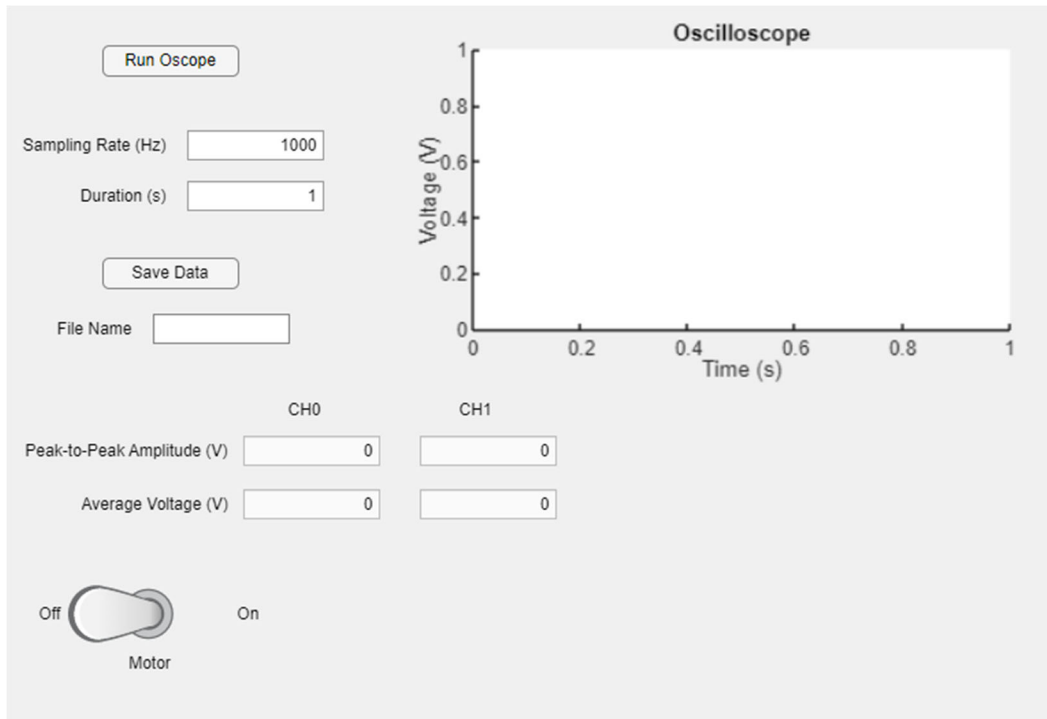 Run Oscope
Sampling Rate (Hz) 1000
Duration (s) 1
Save Data
File Name
Oscilloscope
Voltage (V)
1
0.8
0.6
0.4
0.2
0
0 0.2 0.4 0.6 0.8 1
Time (s)
CH0 CH1
Peak-to-Peak Amplitude (V) 0 0
Average Voltage (V) 0 0
Off On
Motor